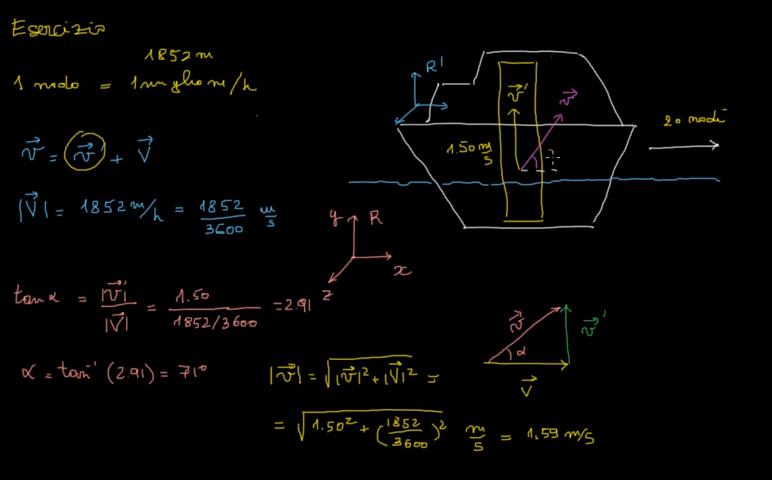 Esercizio
1852 m
1 nodo = 1 miglio m/h
v⃗ = v⃗' + V⃗
|V⃗| = 1852 m/h = 1852/3600 m/s
tan α = |v⃗'|/|V⃗| = 1.50/(1852/3600) = 2.91
α = tan⁻¹ (2.91) = 71°
R'
v⃗'
v⃗
1.50 m/s
20 nodi
y R
x
z
v⃗
v⃗'
α
V⃗
|v⃗| = √(|v⃗'|² + |V⃗|²) =
= √(1.50² + (1852/3600)²) m/s = 1.59 m/s